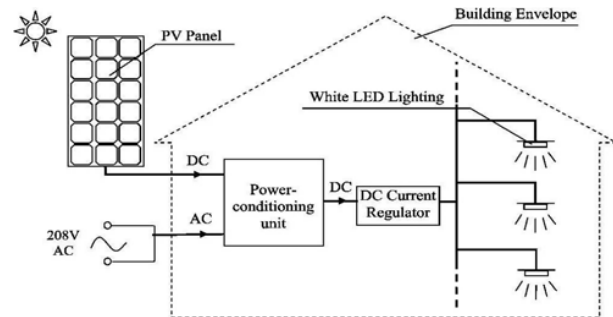 Building Envelope
PV Panel
White LED Lighting
DC
Power-
conditioning
unit
DC
DC Current
Regulator
AC
208V
AC